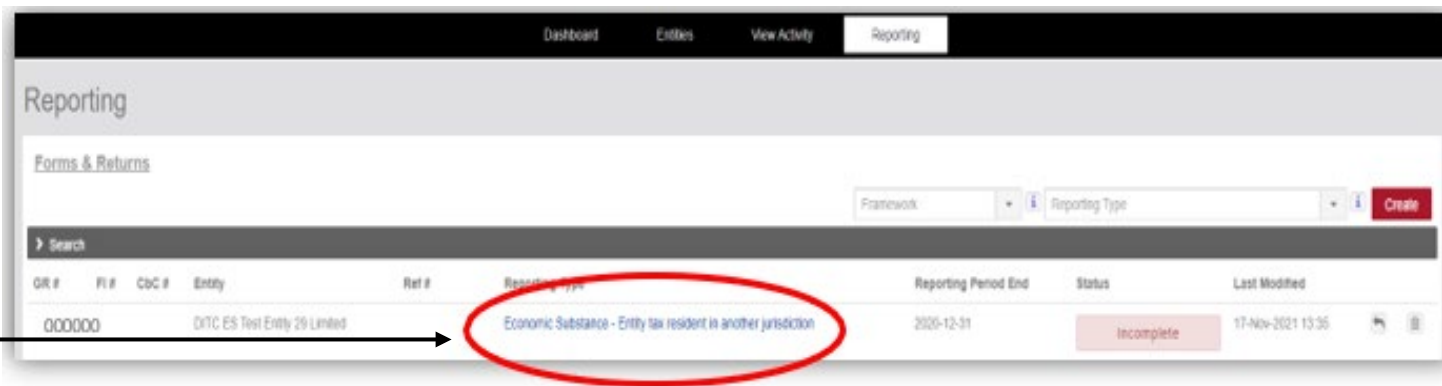 Dashboard Entities View Activity Reporting
Reporting
Forms & Returns
Framework i Reporting Type i Create
Search
GR # FI # CbC # Entity Ref # Reporting Type Reporting Period End Status Last Modified
000000 DITC ES Test Entity 29 Limited Economic Substance - Entity tax resident in another jurisdiction 2020-12-31 Incomplete 17-Nov-2021 13:35